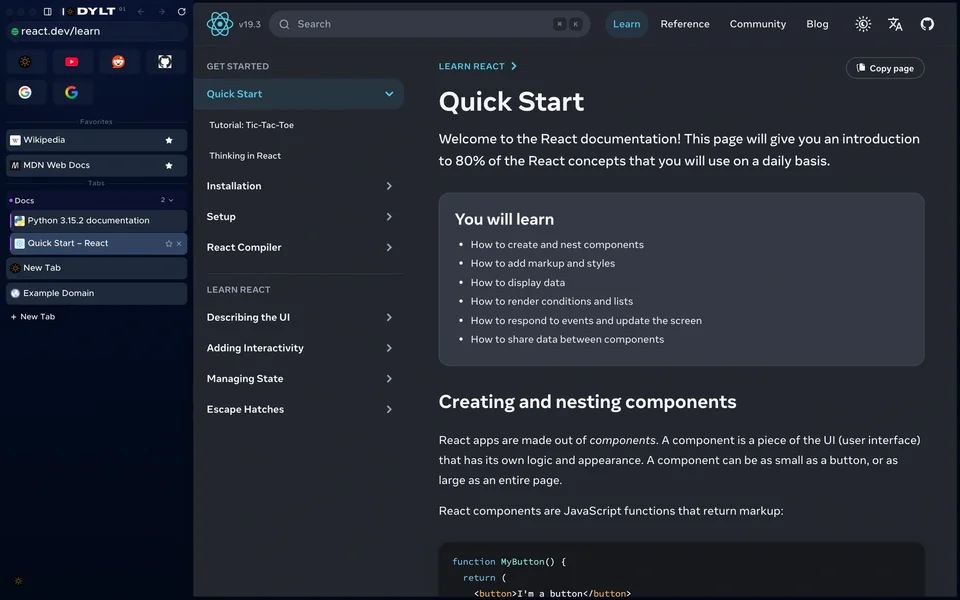 DYLT 01
react.dev/learn
Favorites
Wikipedia
MDN Web Docs
Tabs
Docs 2
Python 3.15.2 documentation
Quick Start – React
New Tab
Example Domain
+ New Tab
v19.3
Search
⌘ K
Learn
Reference
Community
Blog
GET STARTED
Quick Start
Tutorial: Tic-Tac-Toe
Thinking in React
Installation
Setup
React Compiler
LEARN REACT
Describing the UI
Adding Interactivity
Managing State
Escape Hatches
LEARN REACT
Copy page
Quick Start
Welcome to the React documentation! This page will give you an introduction
to 80% of the React concepts that you will use on a daily basis.
You will learn
• How to create and nest components
• How to add markup and styles
• How to display data
• How to render conditions and lists
• How to respond to events and update the screen
• How to share data between components
Creating and nesting components
React apps are made out of components. A component is a piece of the UI (user interface)
that has its own logic and appearance. A component can be as small as a button, or as
large as an entire page.
React components are JavaScript functions that return markup:
function MyButton() {
return (
<button>I'm a button</button>